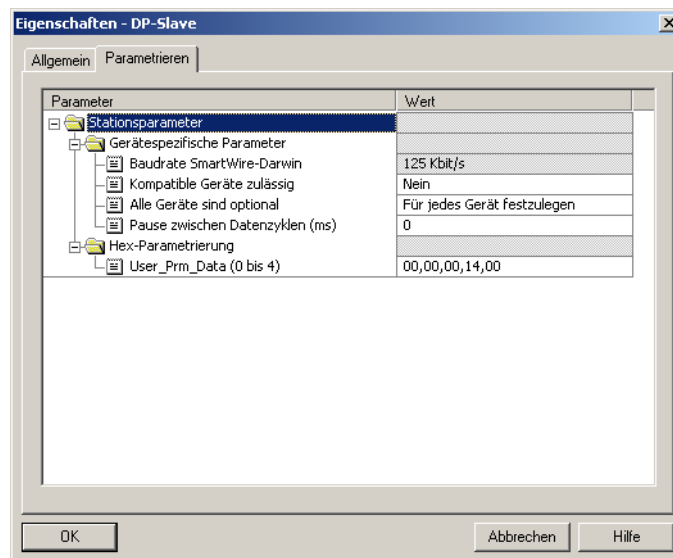 Eigenschaften - DP-Slave
Allgemein Parametrieren
Parameter Wert
Stationsparameter
Gerätespezifische Parameter
Baudrate SmartWire-Darwin 125 Kbit/s
Kompatible Geräte zulässig Nein
Alle Geräte sind optional Für jedes Gerät festzulegen
Pause zwischen Datenzyklen (ms) 0
Hex-Parametrierung
User_Prm_Data (0 bis 4) 00,00,00,14,00
OK Abbrechen Hilfe